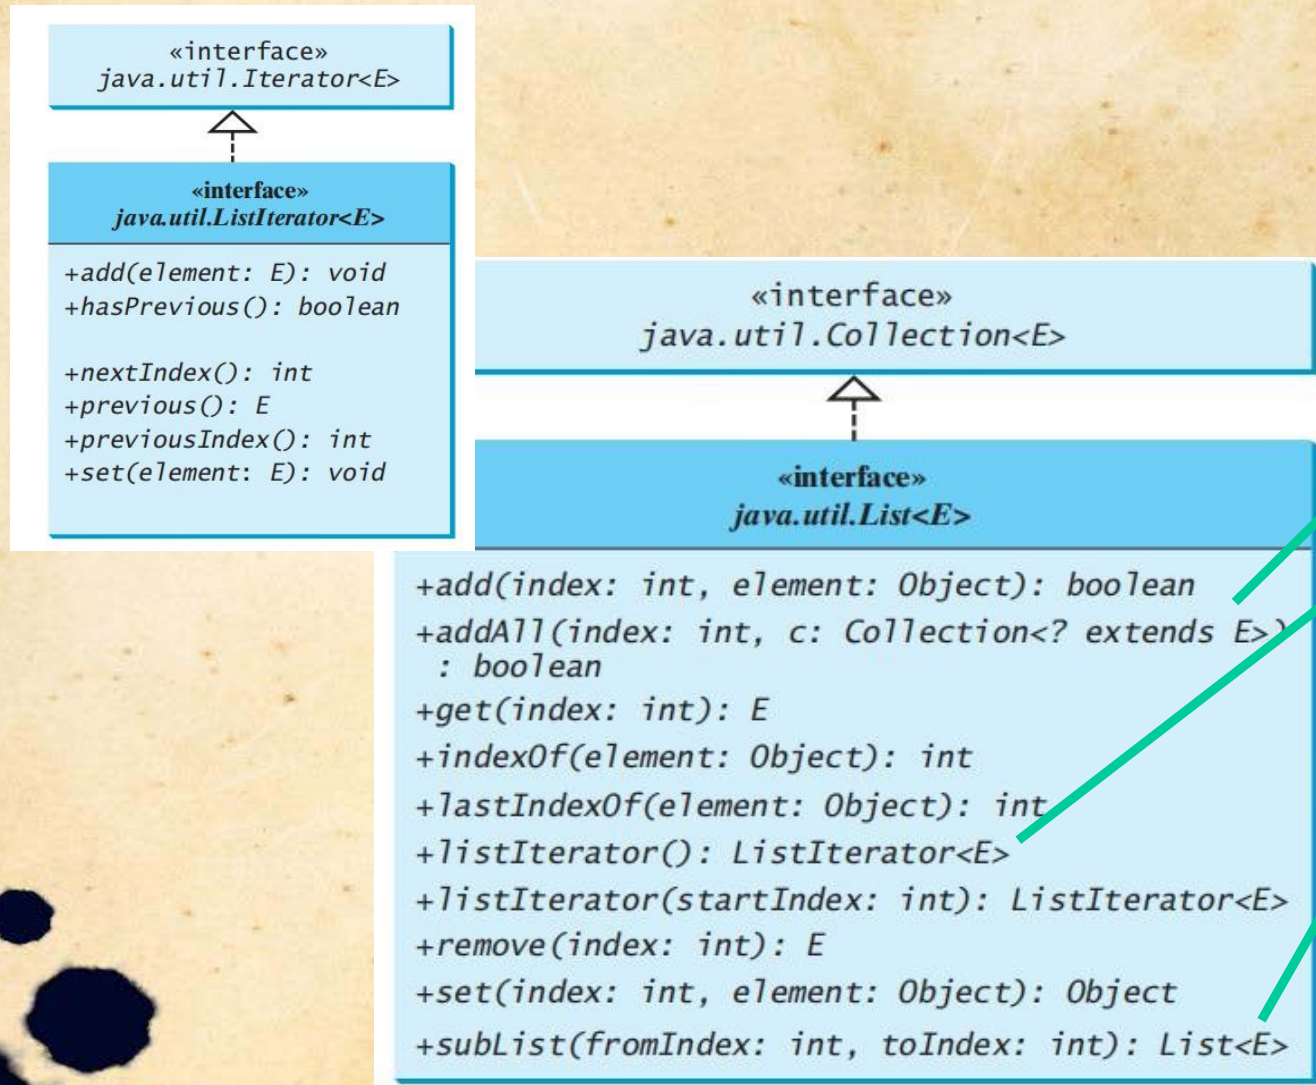 «interface»
java.util.Iterator<E>
«interface»
java.util.ListIterator<E>
+add(element: E): void
+hasPrevious(): boolean
+nextIndex(): int
+previous(): E
+previousIndex(): int
+set(element: E): void
«interface»
java.util.Collection<E>
«interface»
java.util.List<E>
+add(index: int, element: Object): boolean
+addAll(index: int, c: Collection<? extends E>)
: boolean
+get(index: int): E
+indexOf(element: Object): int
+lastIndexOf(element: Object): int
+listIterator(): ListIterator<E>
+listIterator(startIndex: int): ListIterator<E>
+remove(index: int): E
+set(index: int, element: Object): Object
+subList(fromIndex: int, toIndex: int): List<E>